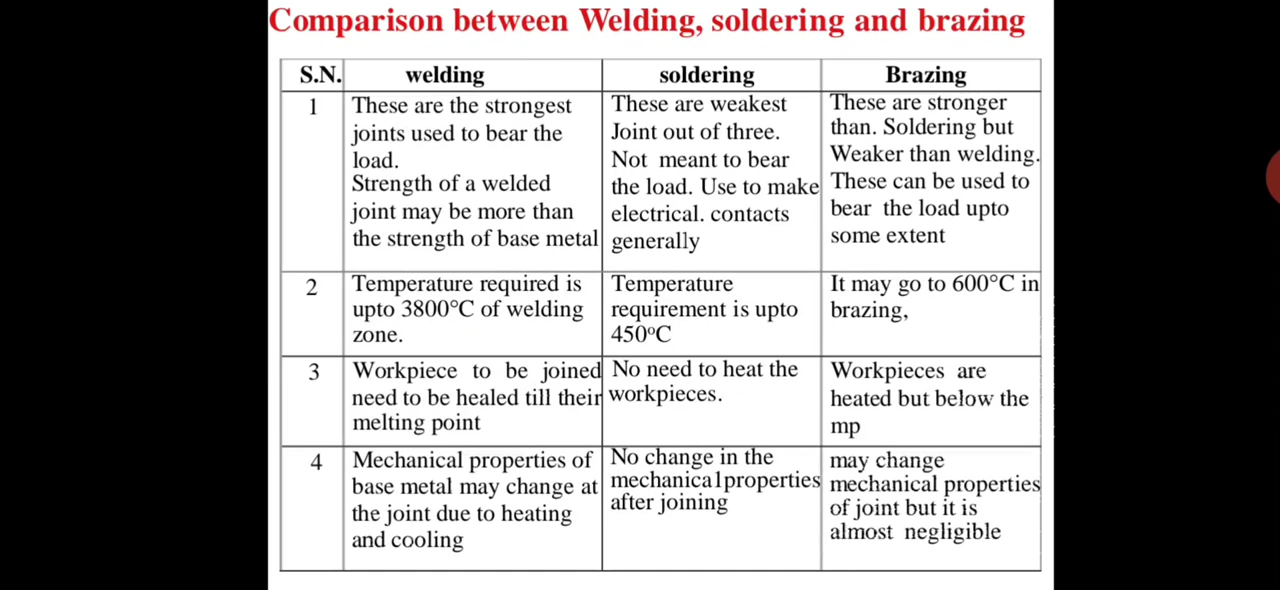 Comparison between Welding, soldering and brazing
S.N. welding soldering Brazing
1
These are the strongest
joints used to bear the
load.
Strength of a welded
joint may be more than
the strength of base metal
These are weakest
Joint out of three.
Not meant to bear
the load. Use to make
electrical. contacts
generally
These are stronger
than. Soldering but
Weaker than welding.
These can be used to
bear the load upto
some extent
2
Temperature required is
upto 3800°C of welding
zone.
Temperature
requirement is upto
450°C
It may go to 600°C in
brazing,
3
Workpiece to be joined
need to be healed till their
melting point
No need to heat the
workpieces.
Workpieces are
heated but below the
mp
4
Mechanical properties of
base metal may change at
the joint due to heating
and cooling
No change in the
mechanica1properties
after joining
may change
mechanical properties
of joint but it is
almost negligible